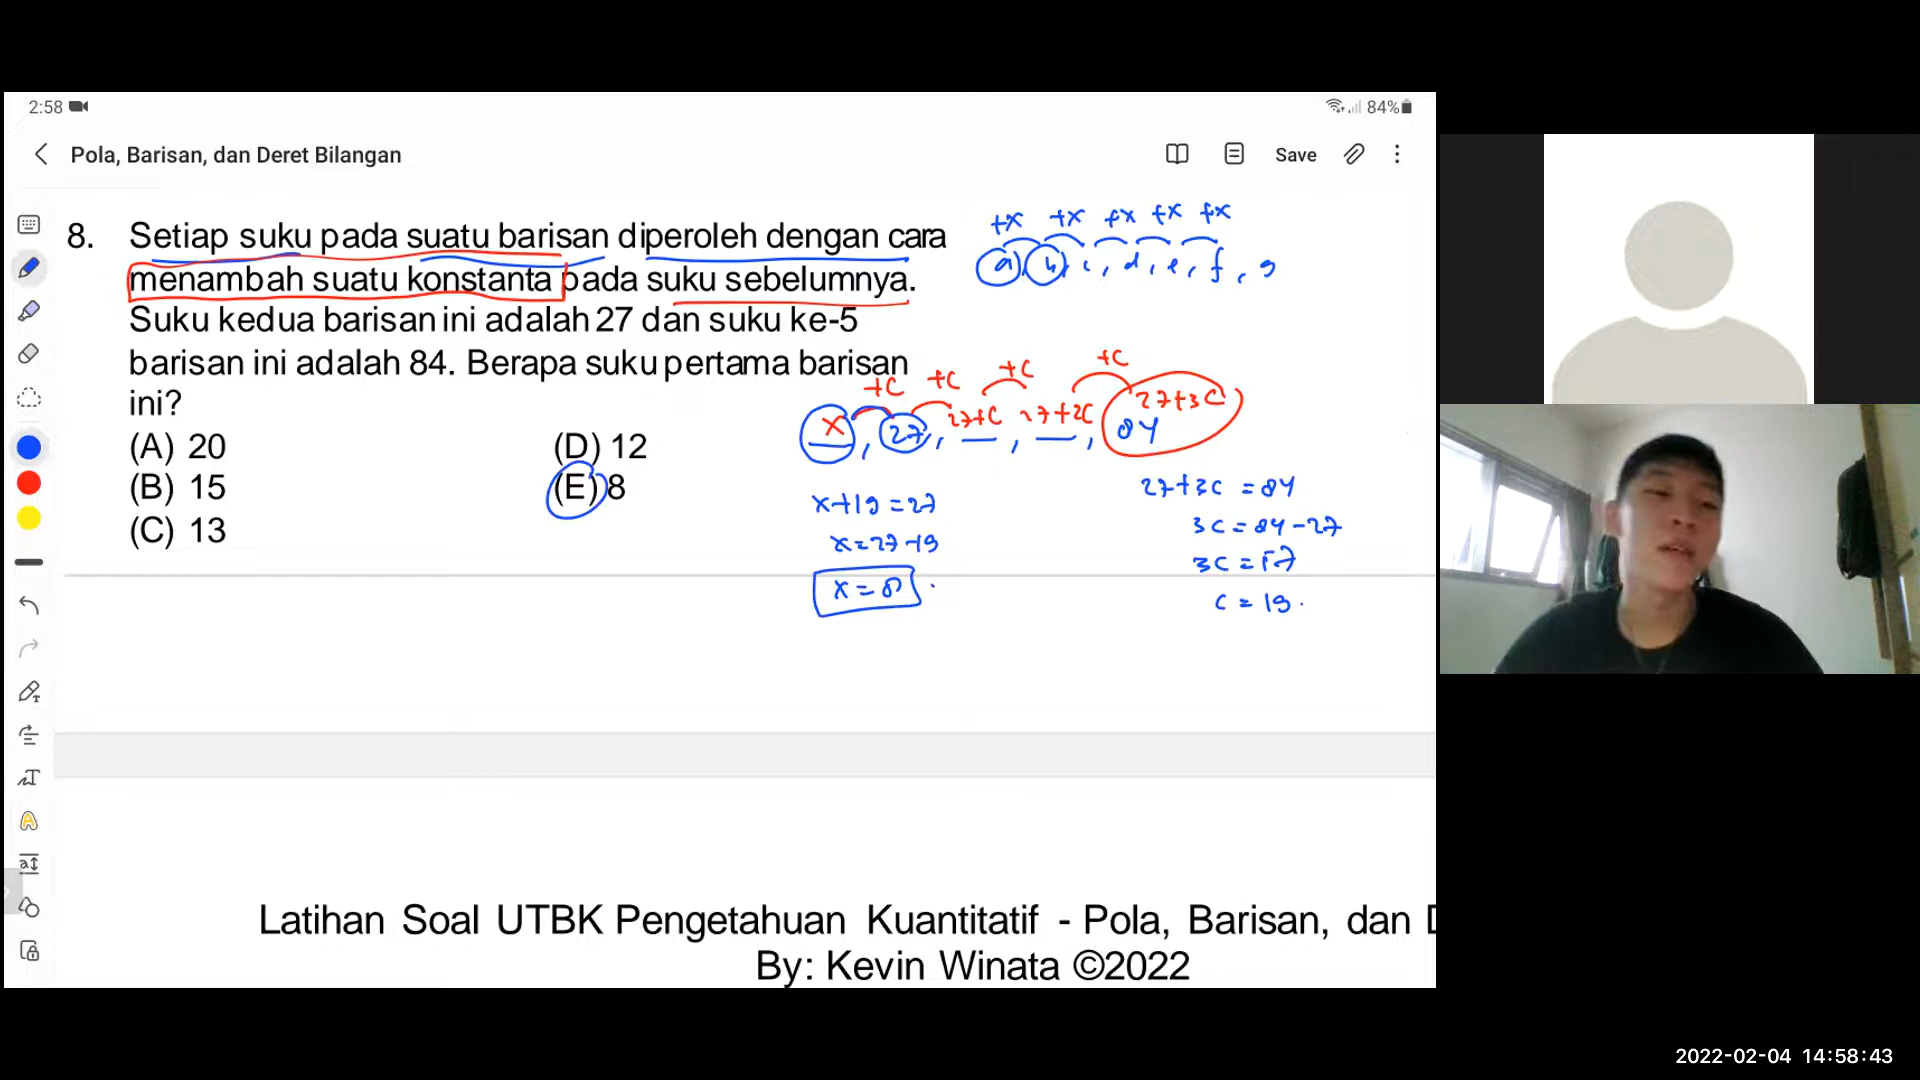 2:58
84%
Pola, Barisan, dan Deret Bilangan
Save
8. Setiap suku pada suatu barisan diperoleh dengan cara
menambah suatu konstanta pada suku sebelumnya.
Suku kedua barisan ini adalah 27 dan suku ke-5
barisan ini adalah 84. Berapa suku pertama barisan
ini?
(A) 20
(B) 15
(C) 13
(D) 12
(E) 8
+x +x +x +x +x
a, b, c, d, e, f, g
+c +c +c +c
x 27+c 27+2c 27+3c
27, __, __, 84
x+19=27
x=27-19
x=8
27+3c=84
3c=84-27
3c=57
c=19
Latihan Soal UTBK Pengetahuan Kuantitatif - Pola, Barisan, dan
By: Kevin Winata ©2022
2022-02-04 14:58:43